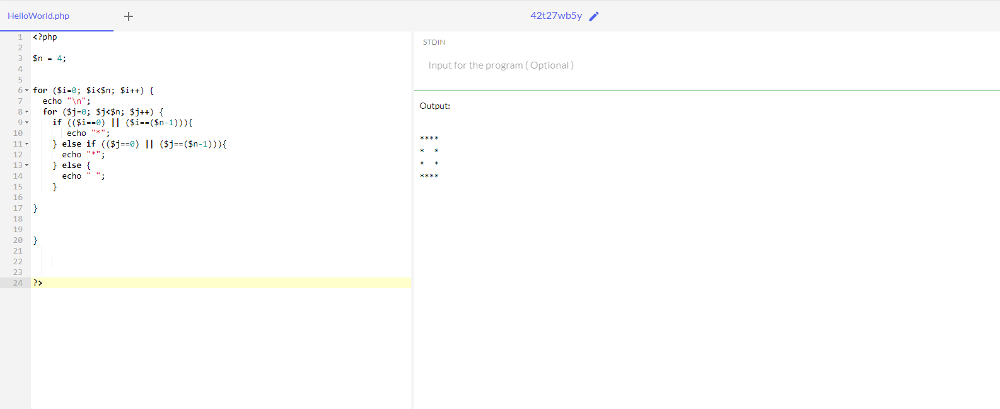 HelloWorld.php
42t27wb5y
1 <?php
2
3 $n = 4;
4
5
6 for ($i=0; $i<$n; $i++) {
7   echo "\n";
8   for ($j=0; $j<$n; $j++) {
9     if (($i==0) || ($i==($n-1))){
10        echo "*";
11     } else if (($j==0) || ($j==($n-1))){
12       echo "*";
13     } else {
14       echo " ";
15     }
16
17 }
18
19
20 }
21
22
23
24 ?>
STDIN
Input for the program ( Optional )
Output:
****
*  *
*  *
****